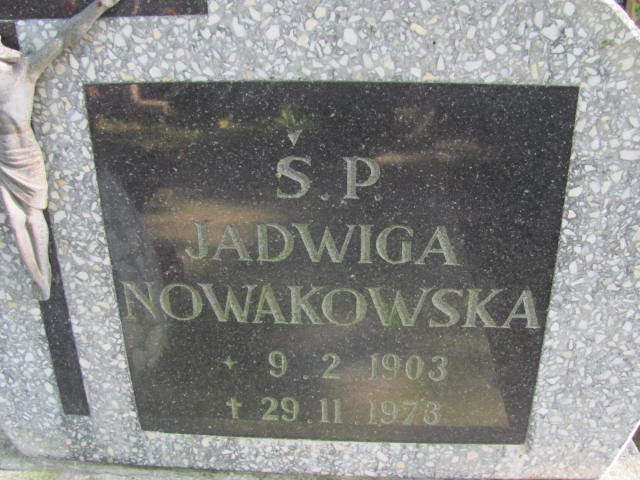 Ś.P.
JADWIGA
NOWAKOWSKA
9.2.1903
† 29.11.1973